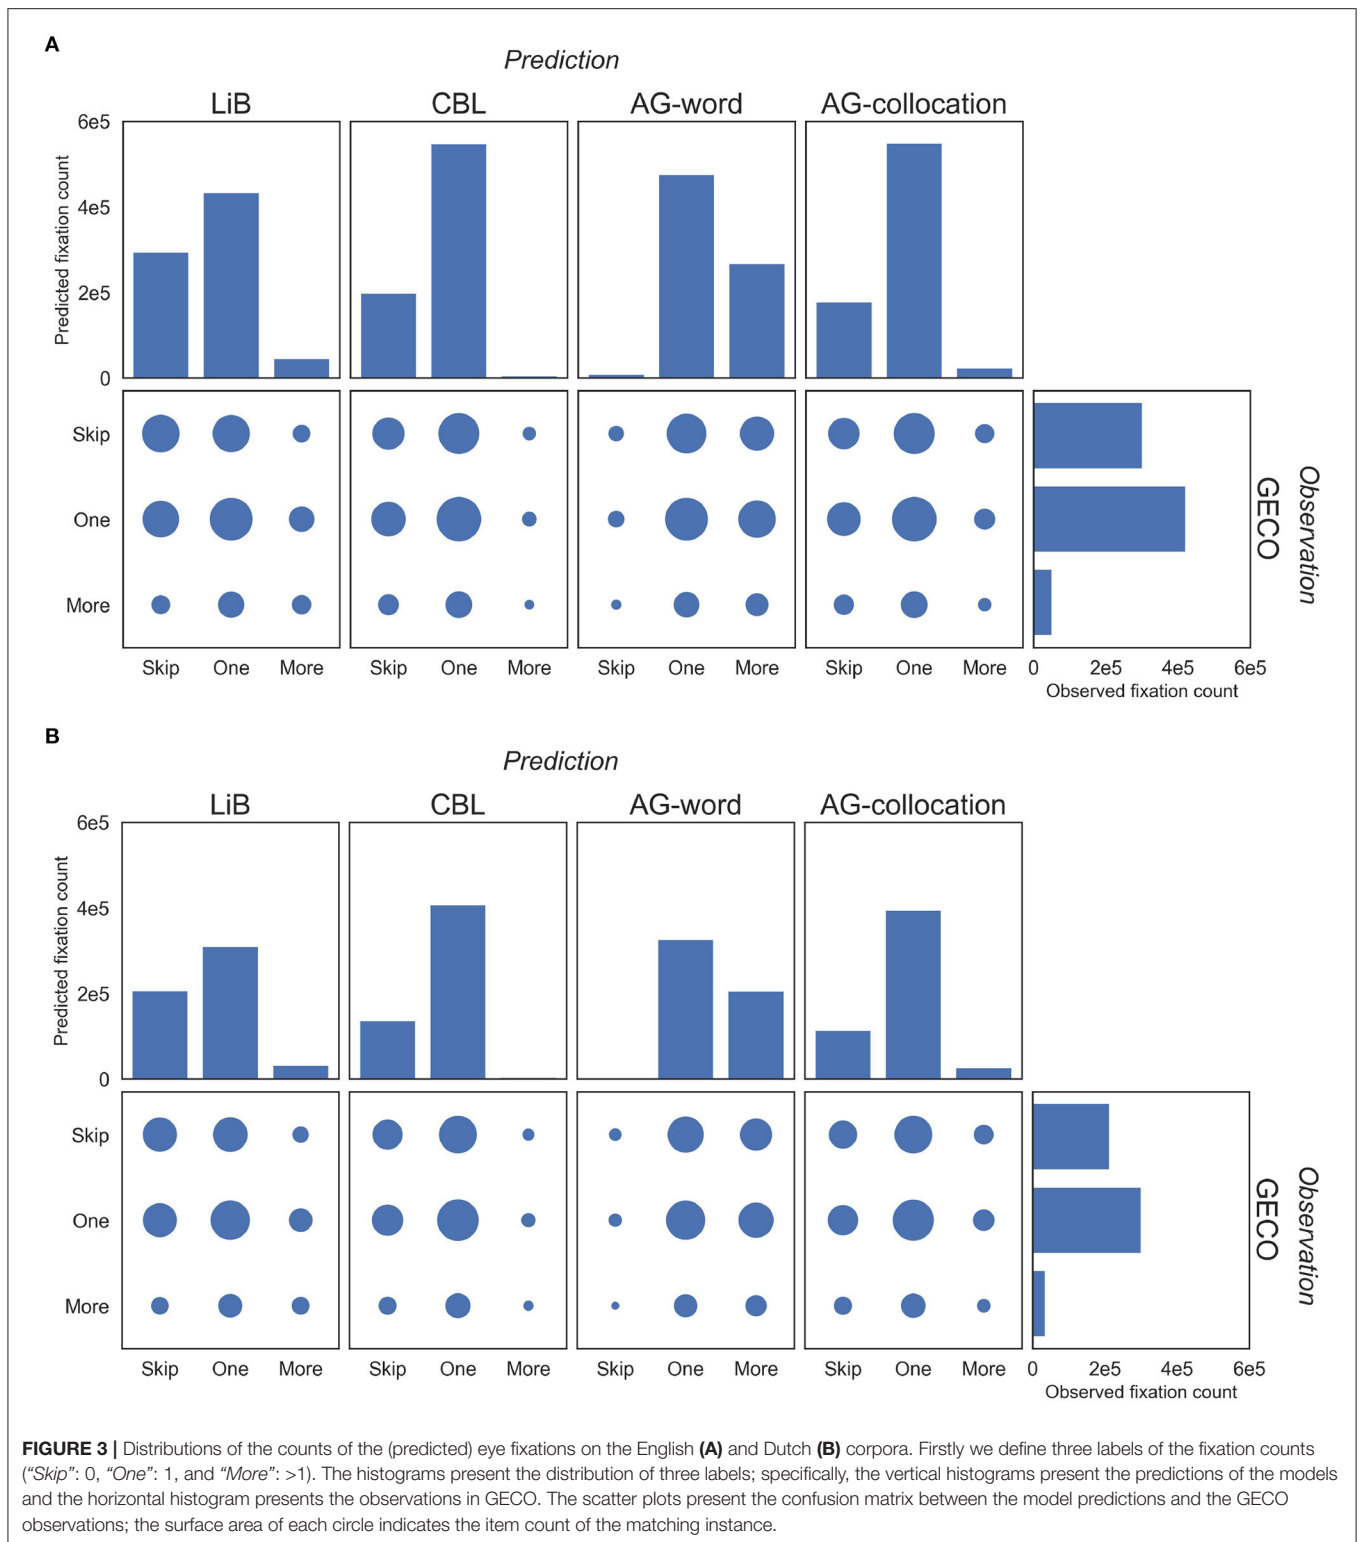 A
Prediction
LiB
CBL
AG-word
AG-collocation
6e5
4e5
2e5
0
Predicted fixation count
Skip
One
More
Skip One More
Skip One More
Skip One More
Skip One More
0 2e5 4e5 6e5
Observed fixation count
GECO
Observation
B
Prediction
LiB
CBL
AG-word
AG-collocation
6e5
4e5
2e5
0
Predicted fixation count
Skip
One
More
Skip One More
Skip One More
Skip One More
Skip One More
0 2e5 4e5 6e5
Observed fixation count
GECO
Observation
FIGURE 3 | Distributions of the counts of the (predicted) eye fixations on the English (A) and Dutch (B) corpora. Firstly we define three labels of the fixation counts
(“Skip”: 0, “One”: 1, and “More”: >1). The histograms present the distribution of three labels; specifically, the vertical histograms present the predictions of the models
and the horizontal histogram presents the observations in GECO. The scatter plots present the confusion matrix between the model predictions and the GECO
observations; the surface area of each circle indicates the item count of the matching instance.